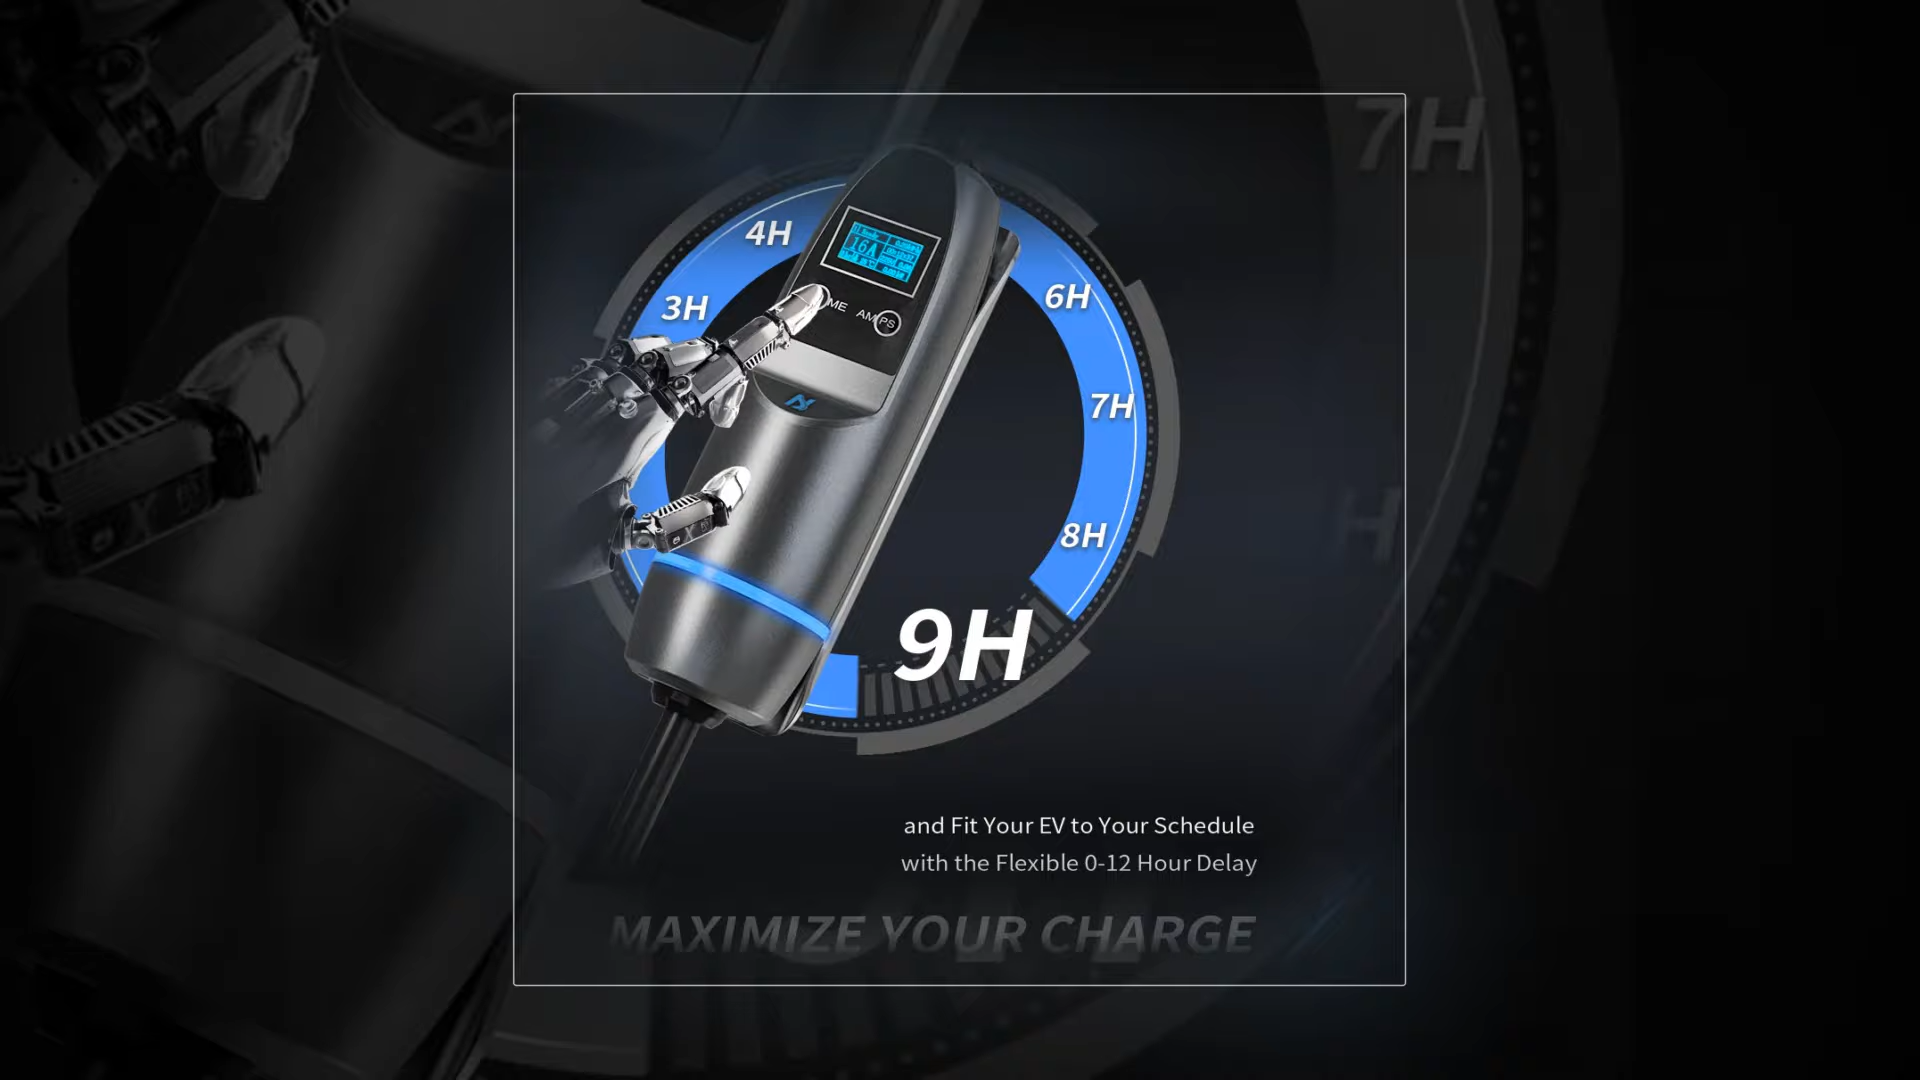 4H
3H
16A
ME AMPS
6H
7H
8H
9H
and Fit Your EV to Your Schedule
with the Flexible 0-12 Hour Delay
MAXIMIZE YOUR CHARGE
7H
H